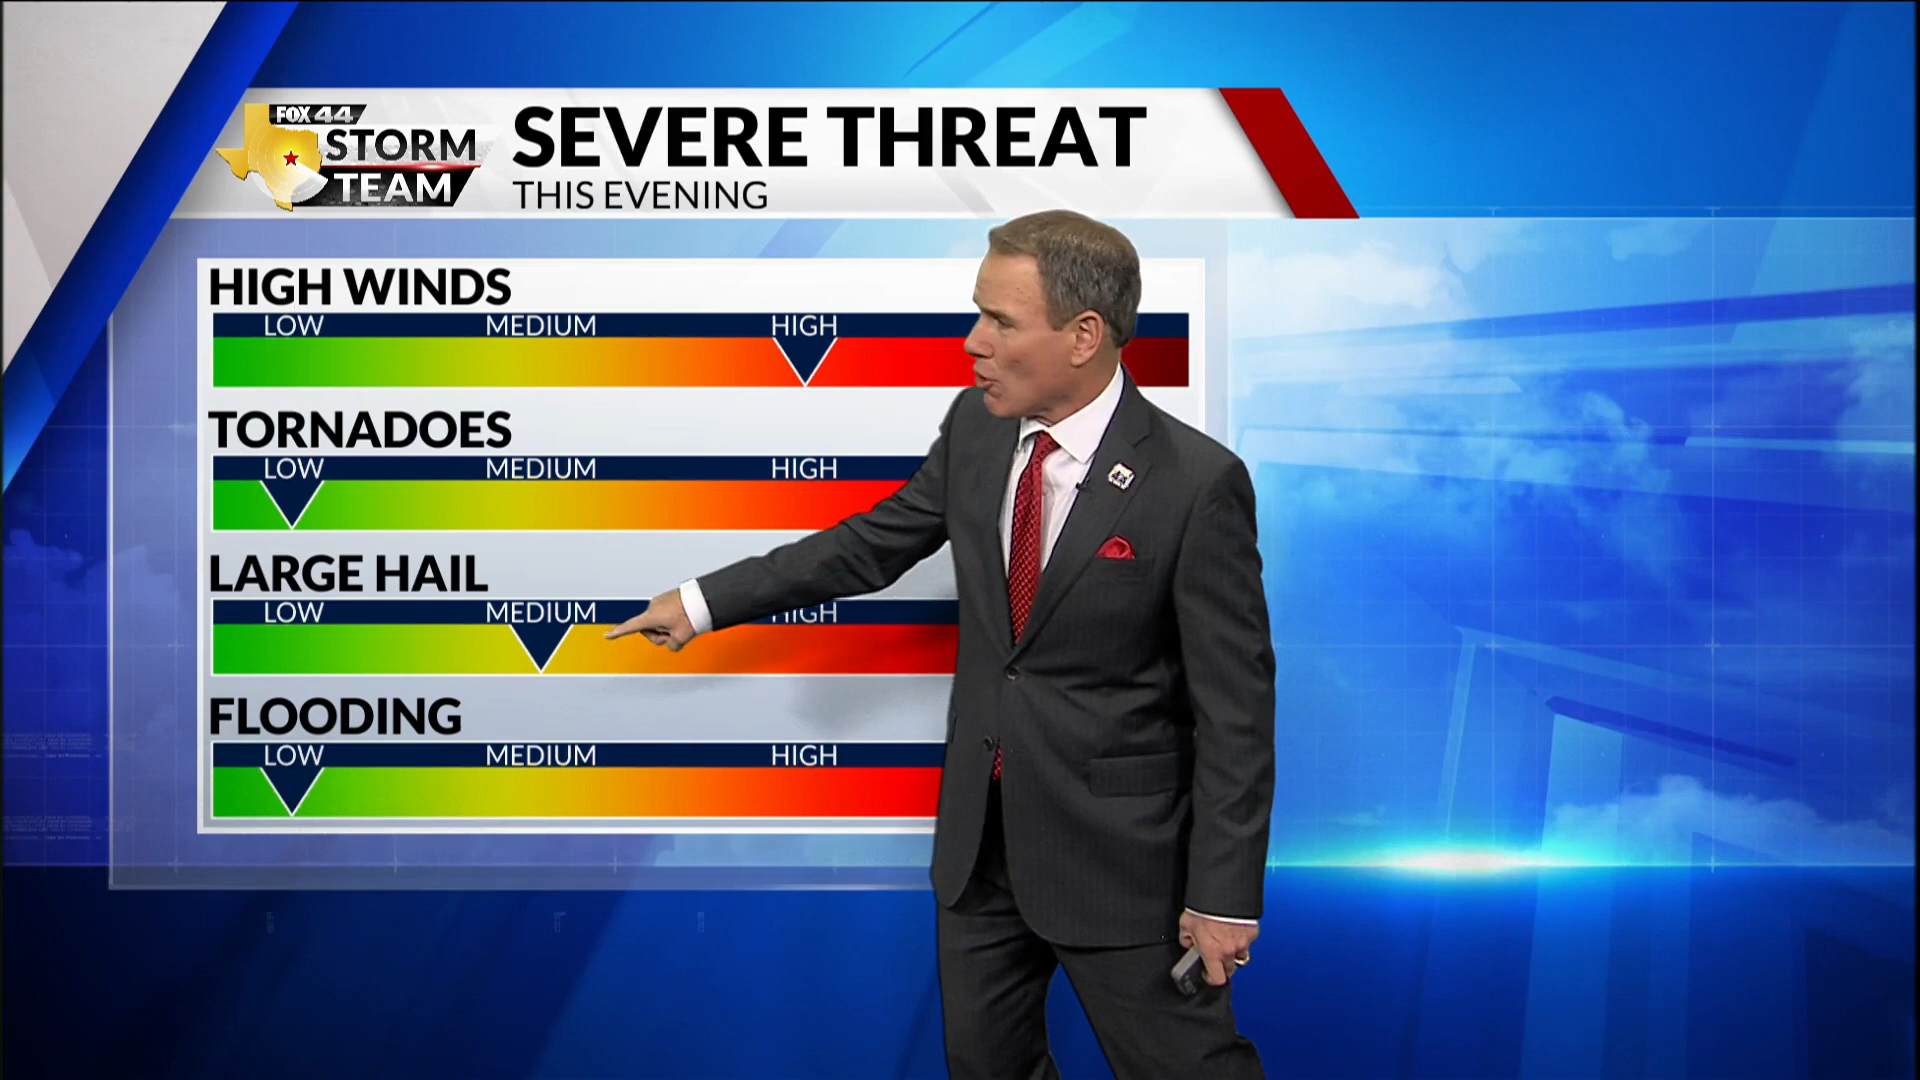 FOX 44
STORM
TEAM
SEVERE THREAT
THIS EVENING
HIGH WINDS
LOW MEDIUM HIGH
TORNADOES
LOW MEDIUM HIGH
LARGE HAIL
LOW MEDIUM HIGH
FLOODING
LOW MEDIUM HIGH